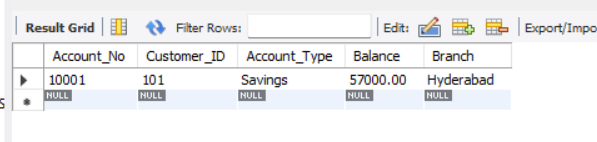 Result Grid Filter Rows: Edit: Export/Impo
Account_No Customer_ID Account_Type Balance Branch
10001 101 Savings 57000.00 Hyderabad
NULL NULL NULL NULL NULL
s